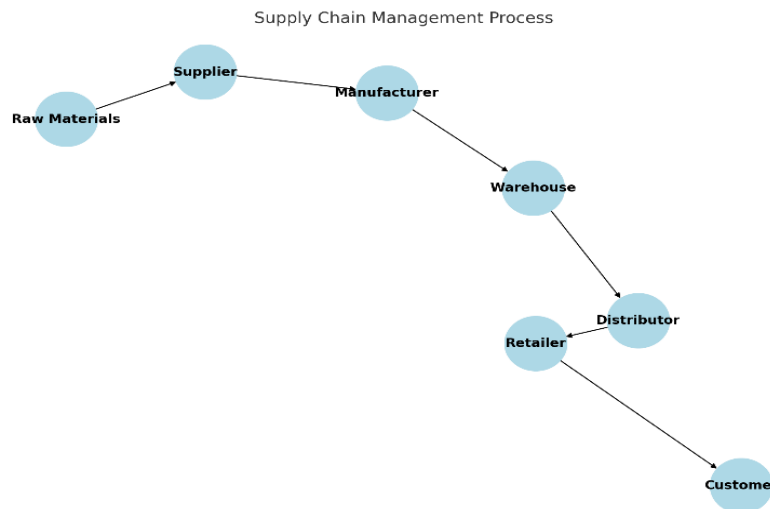 Supply Chain Management Process
Raw Materials
Supplier
Manufacturer
Warehouse
Distributor
Retailer
Custome